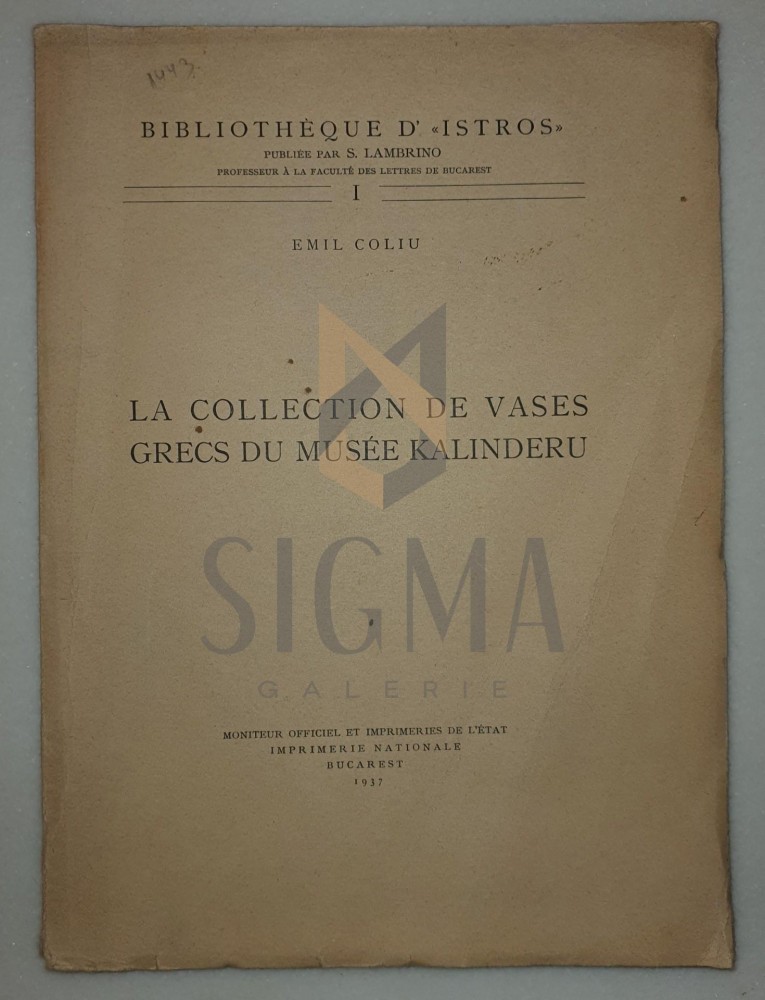 1443.
BIBLIOTHÈQUE D' «ISTROS»
PUBLIÉE PAR S. LAMBRINO
PROFESSEUR À LA FACULTÉ DES LETTRES DE BUCAREST
I
EMIL COLIU
LA COLLECTION DE VASES
GRECS DU MUSÉE KALINDERU
SIGMA
GALERIE
MONITEUR OFFICIEL ET IMPRIMERIES DE L'ÉTAT
IMPRIMERIE NATIONALE
BUCAREST
1937